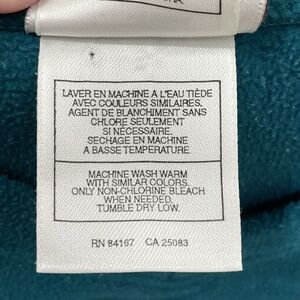 LAVER EN MACHINE A L'EAU TIÈDE
AVEC COULEURS SIMILAIRES.
AGENT DE BLANCHIMENT SANS
CHLORE SEULEMENT
SI NÉCESSAIRE.
SECHAGE EN MACHINE
A BASSE TEMPERATURE.
MACHINE WASH WARM
WITH SIMILAR COLORS.
ONLY NON-CHLORINE BLEACH
WHEN NEEDED.
TUMBLE DRY LOW.
RN 84167 CA 25083